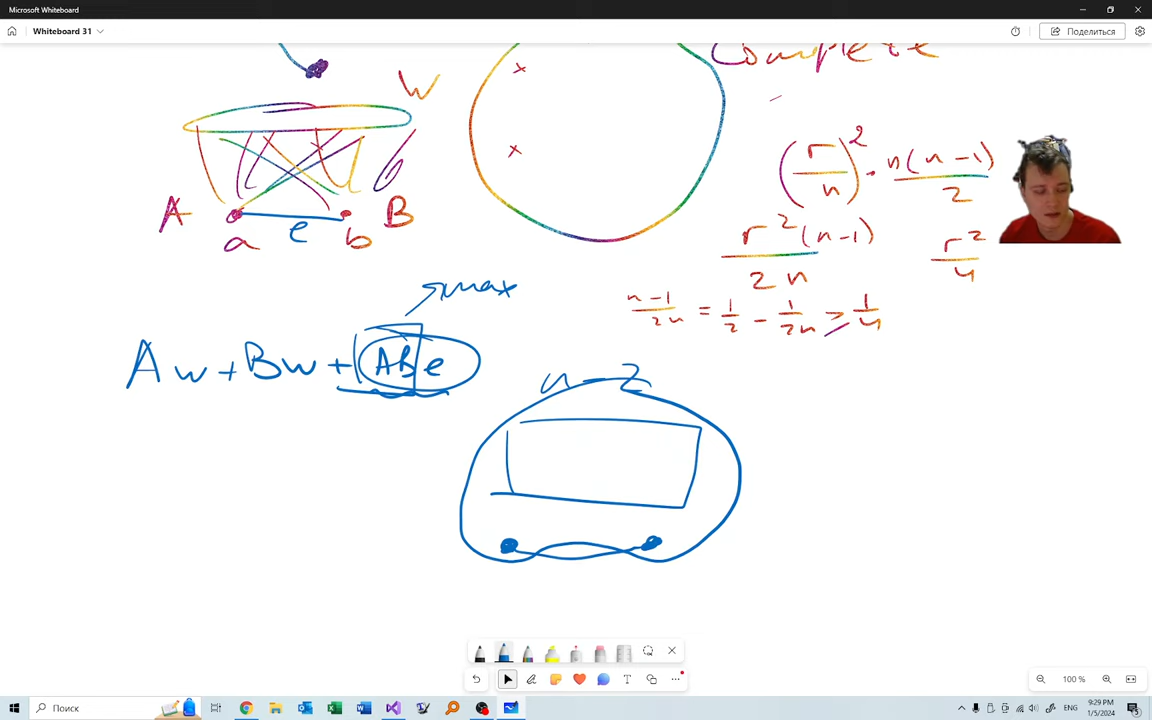 Microsoft Whiteboard
Whiteboard 31
Поделиться
Complete
W
A
a
e
b
B
(r/n)^2 · n(n-1)/2
r^2(n-1)/2n
r^2/4
n-1/2n = 1/2 - 1/2n ≥ 1/4
max
Aw + Bw + ABe
n-2
100 %
Поиск
ENG
9:29 PM
1/5/2024
5